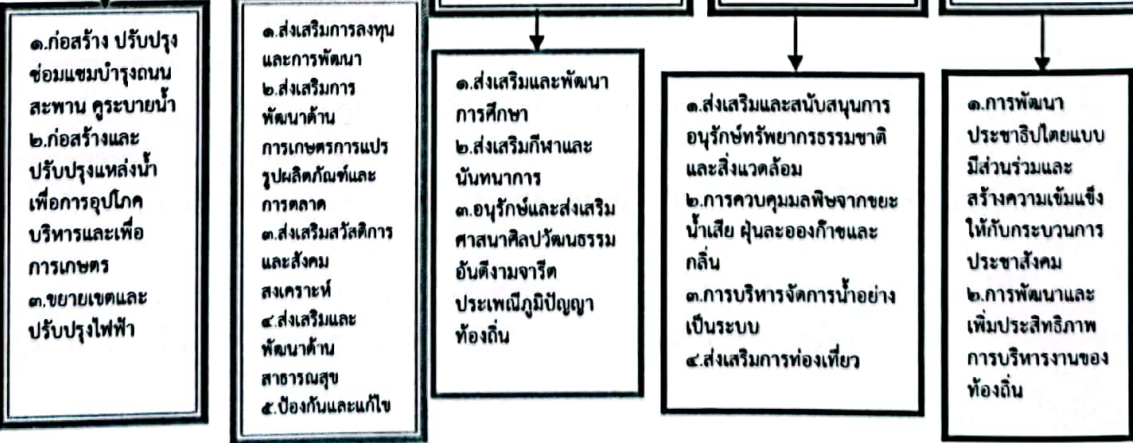 ๑.ก่อสร้าง ปรับปรุง
ซ่อมแซมบำรุงถนน
สะพาน คูระบายน้ำ
๒.ก่อสร้างและ
ปรับปรุงแหล่งน้ำ
เพื่อการอุปโภค
บริหารและเพื่อ
การเกษตร
๓.ขยายเขตและ
ปรับปรุงไฟฟ้า
๑.ส่งเสริมการลงทุน
และการพัฒนา
๒.ส่งเสริมการ
พัฒนาด้าน
การเกษตรการแปร
รูปผลิตภัณฑ์และ
การตลาด
๓.ส่งเสริมสวัสดิการ
และสังคม
สงเคราะห์
๔.ส่งเสริมและ
พัฒนาด้าน
สาธารณสุข
๕.ป้องกันและแก้ไข
๑.ส่งเสริมและพัฒนา
การศึกษา
๒.ส่งเสริมกีฬาและ
นันทนาการ
๓.อนุรักษ์และส่งเสริม
ศาสนาศิลปวัฒนธรรม
อันดีงามจารีต
ประเพณีภูมิปัญญา
ท้องถิ่น
๑.ส่งเสริมและสนับสนุนการ
อนุรักษ์ทรัพยากรธรรมชาติ
และสิ่งแวดล้อม
๒.การควบคุมมลพิษจากขยะ
น้ำเสีย ฝุ่นละอองก๊าซและ
กลิ่น
๓.การบริหารจัดการน้ำอย่าง
เป็นระบบ
๔.ส่งเสริมการท่องเที่ยว
๑.การพัฒนา
ประชาธิปไตยแบบ
มีส่วนร่วมและ
สร้างความเข้มแข็ง
ให้กับกระบวนการ
ประชาสังคม
๒.การพัฒนาและ
เพิ่มประสิทธิภาพ
การบริหารงานของ
ท้องถิ่น